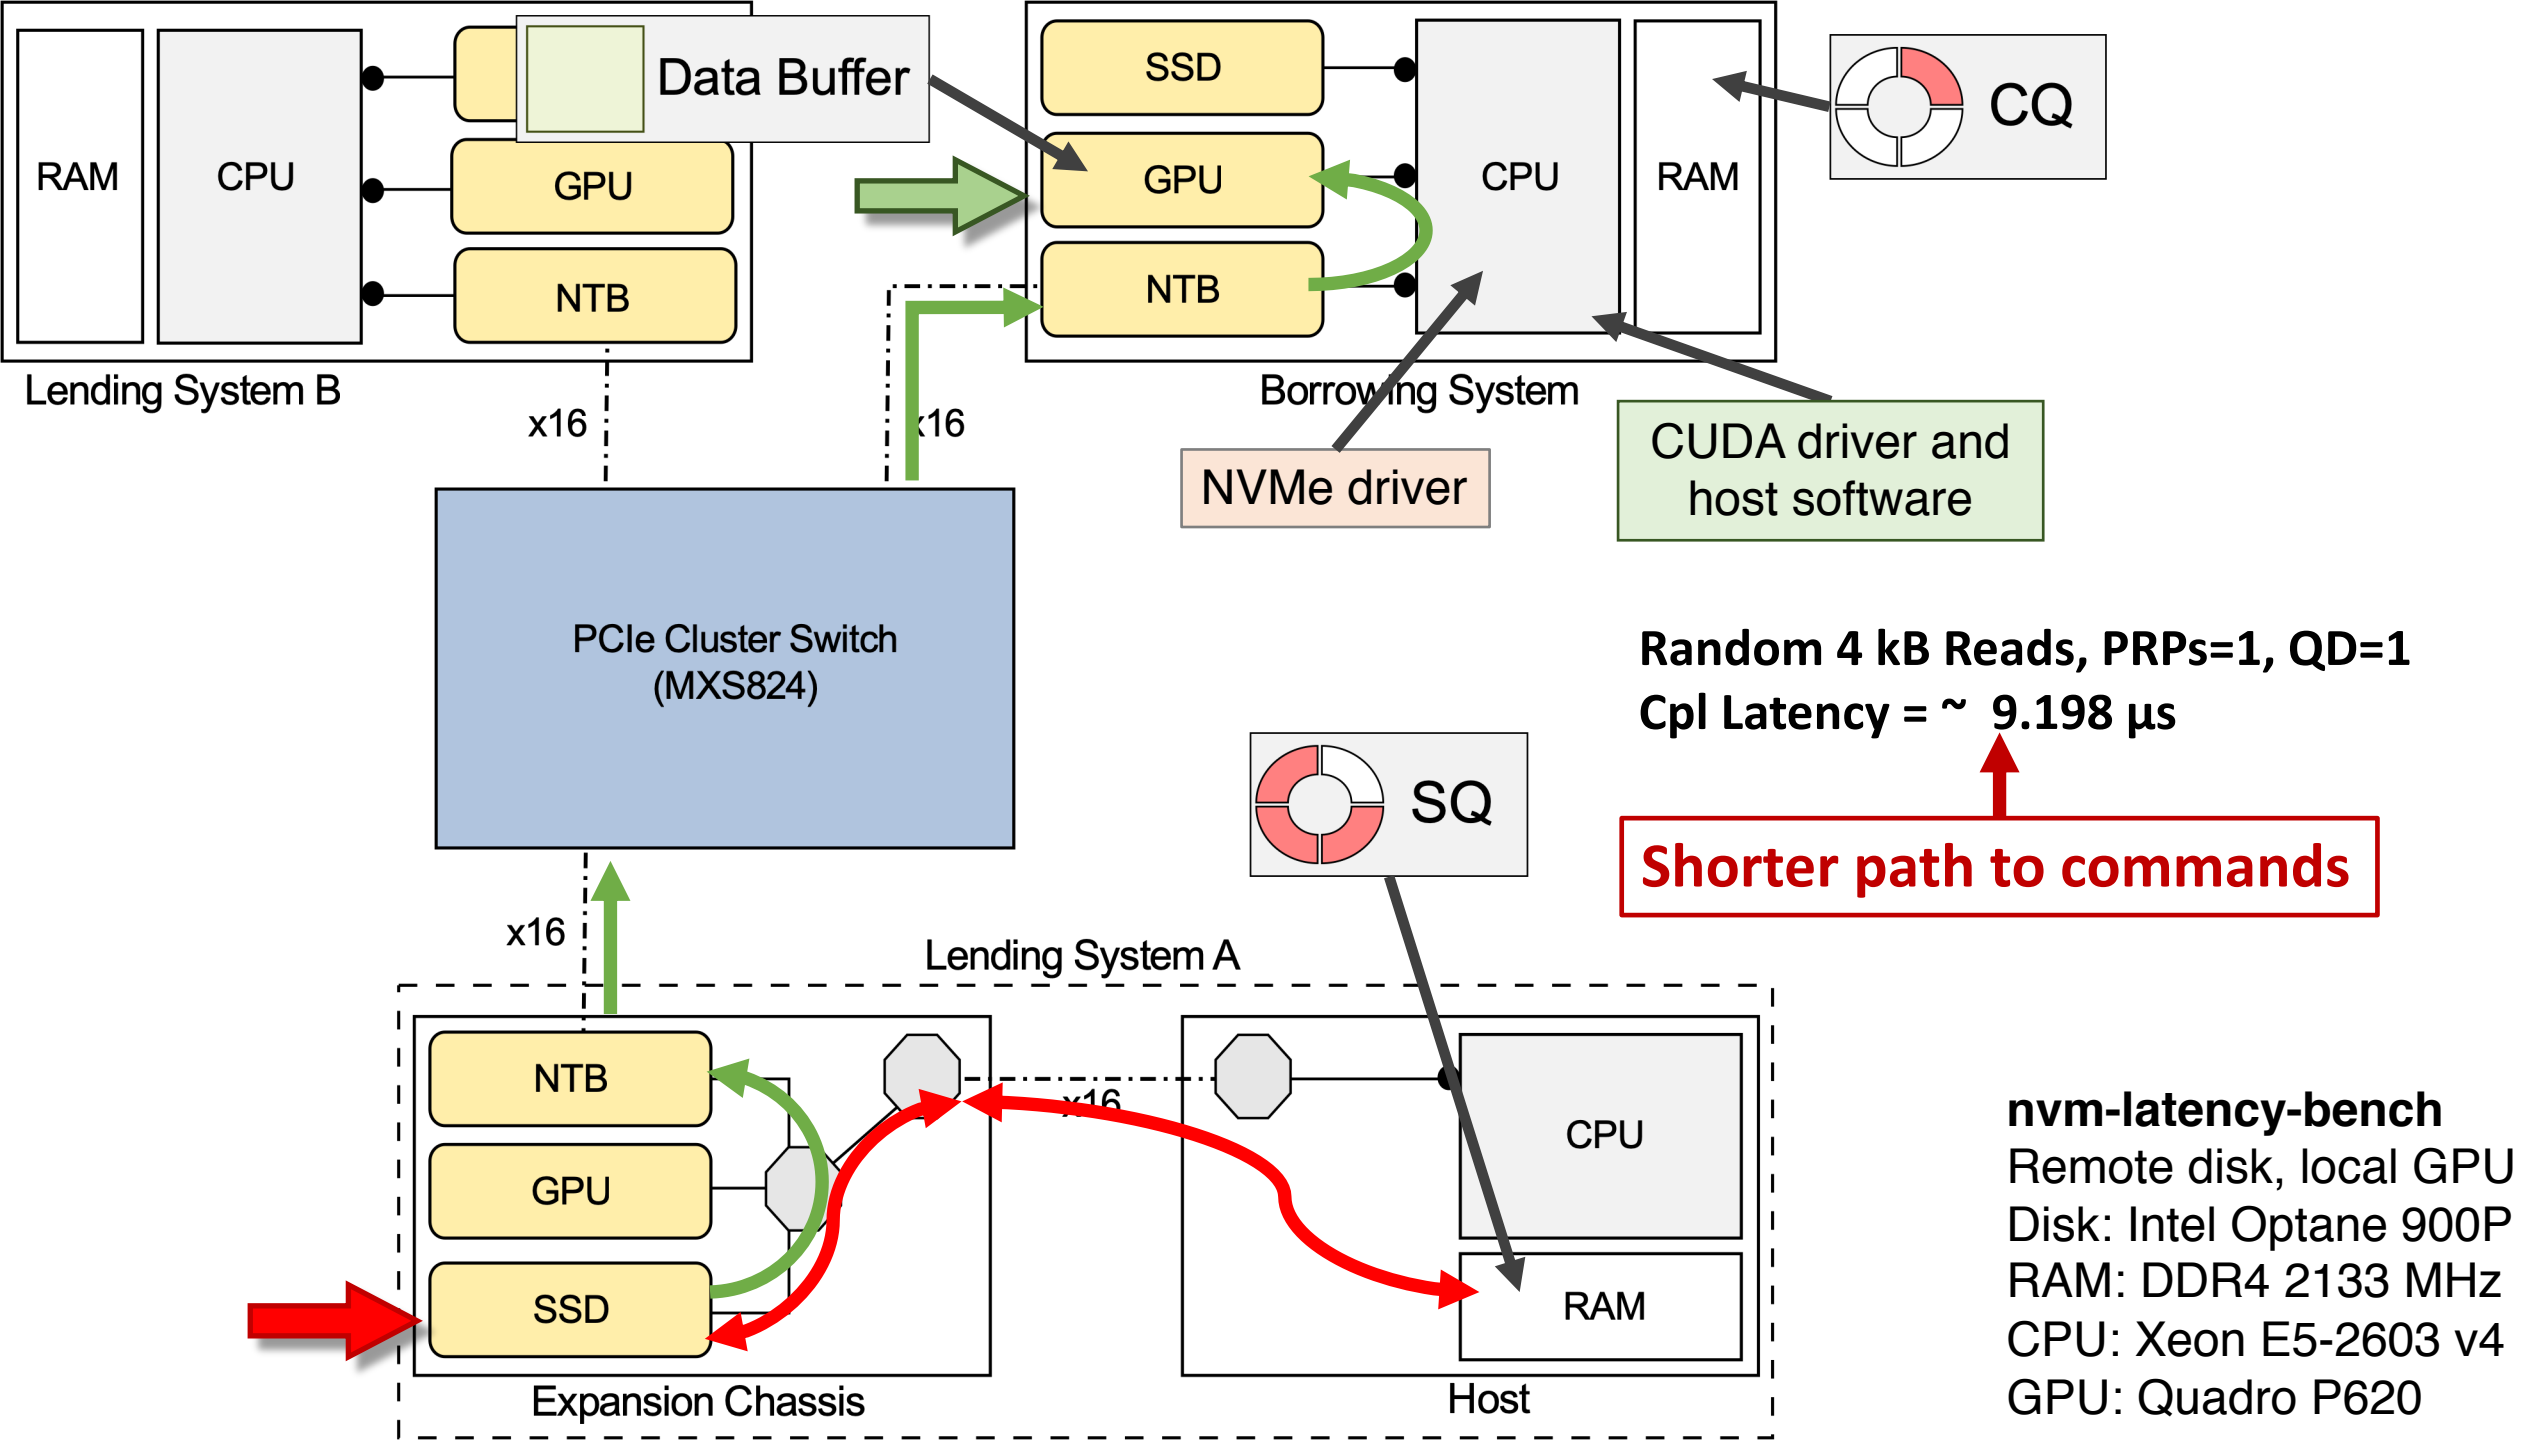 RAM
CPU
Data Buffer
GPU
NTB
Lending System B
SSD
GPU
NTB
CPU
RAM
CQ
Borrowing System
x16
x16
NVMe driver
CUDA driver and
host software
PCIe Cluster Switch
(MXS824)
Random 4 kB Reads, PRPs=1, QD=1
Cpl Latency = ~ 9.198 µs
SQ
Shorter path to commands
x16
Lending System A
NTB
GPU
SSD
x16
CPU
RAM
Expansion Chassis
Host
nvm-latency-bench
Remote disk, local GPU
Disk: Intel Optane 900P
RAM: DDR4 2133 MHz
CPU: Xeon E5-2603 v4
GPU: Quadro P620